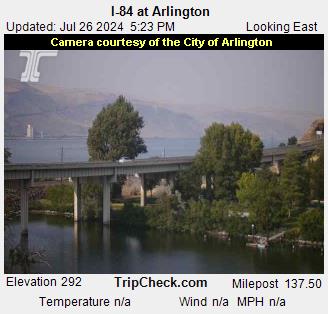 I-84 at Arlington
Updated: Jul 26 2024 5:23 PM Looking East
Camera courtesy of the City of Arlington
Elevation 292 TripCheck.com Milepost 137.50
Temperature n/a Wind n/a MPH n/a